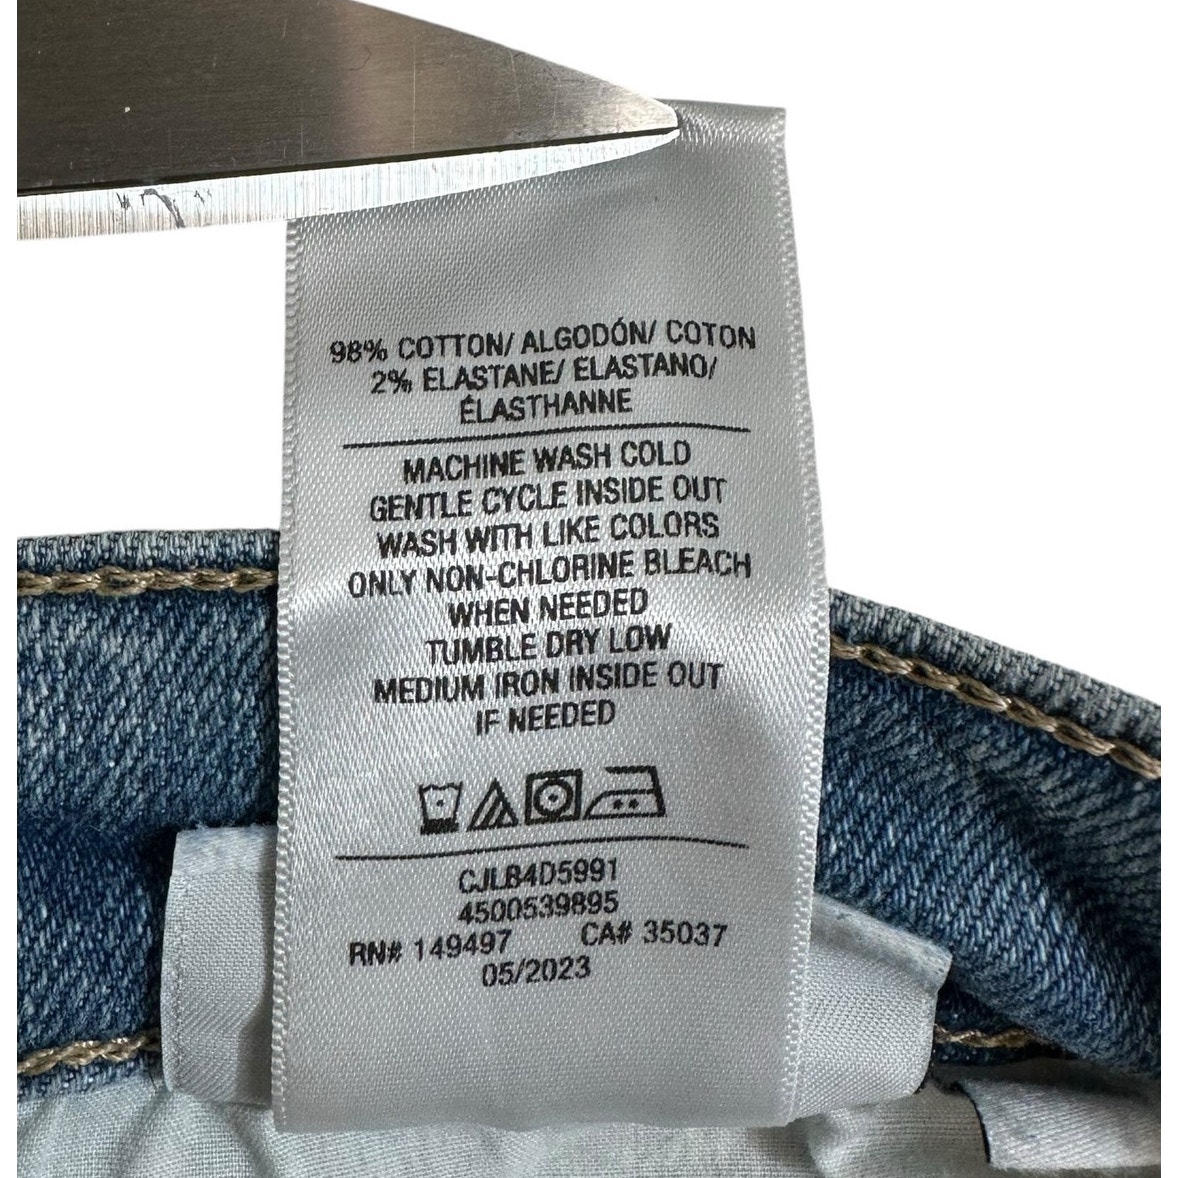 98% COTTON/ ALGODÓN/ COTON
2% ELASTANE/ ELASTANO/
ÉLASTHANNE
MACHINE WASH COLD
GENTLE CYCLE INSIDE OUT
WASH WITH LIKE COLORS
ONLY NON-CHLORINE BLEACH
WHEN NEEDED
TUMBLE DRY LOW
MEDIUM IRON INSIDE OUT
IF NEEDED
CJLB4D5991
4500539895
RN# 149497 CA# 35037
05/2023